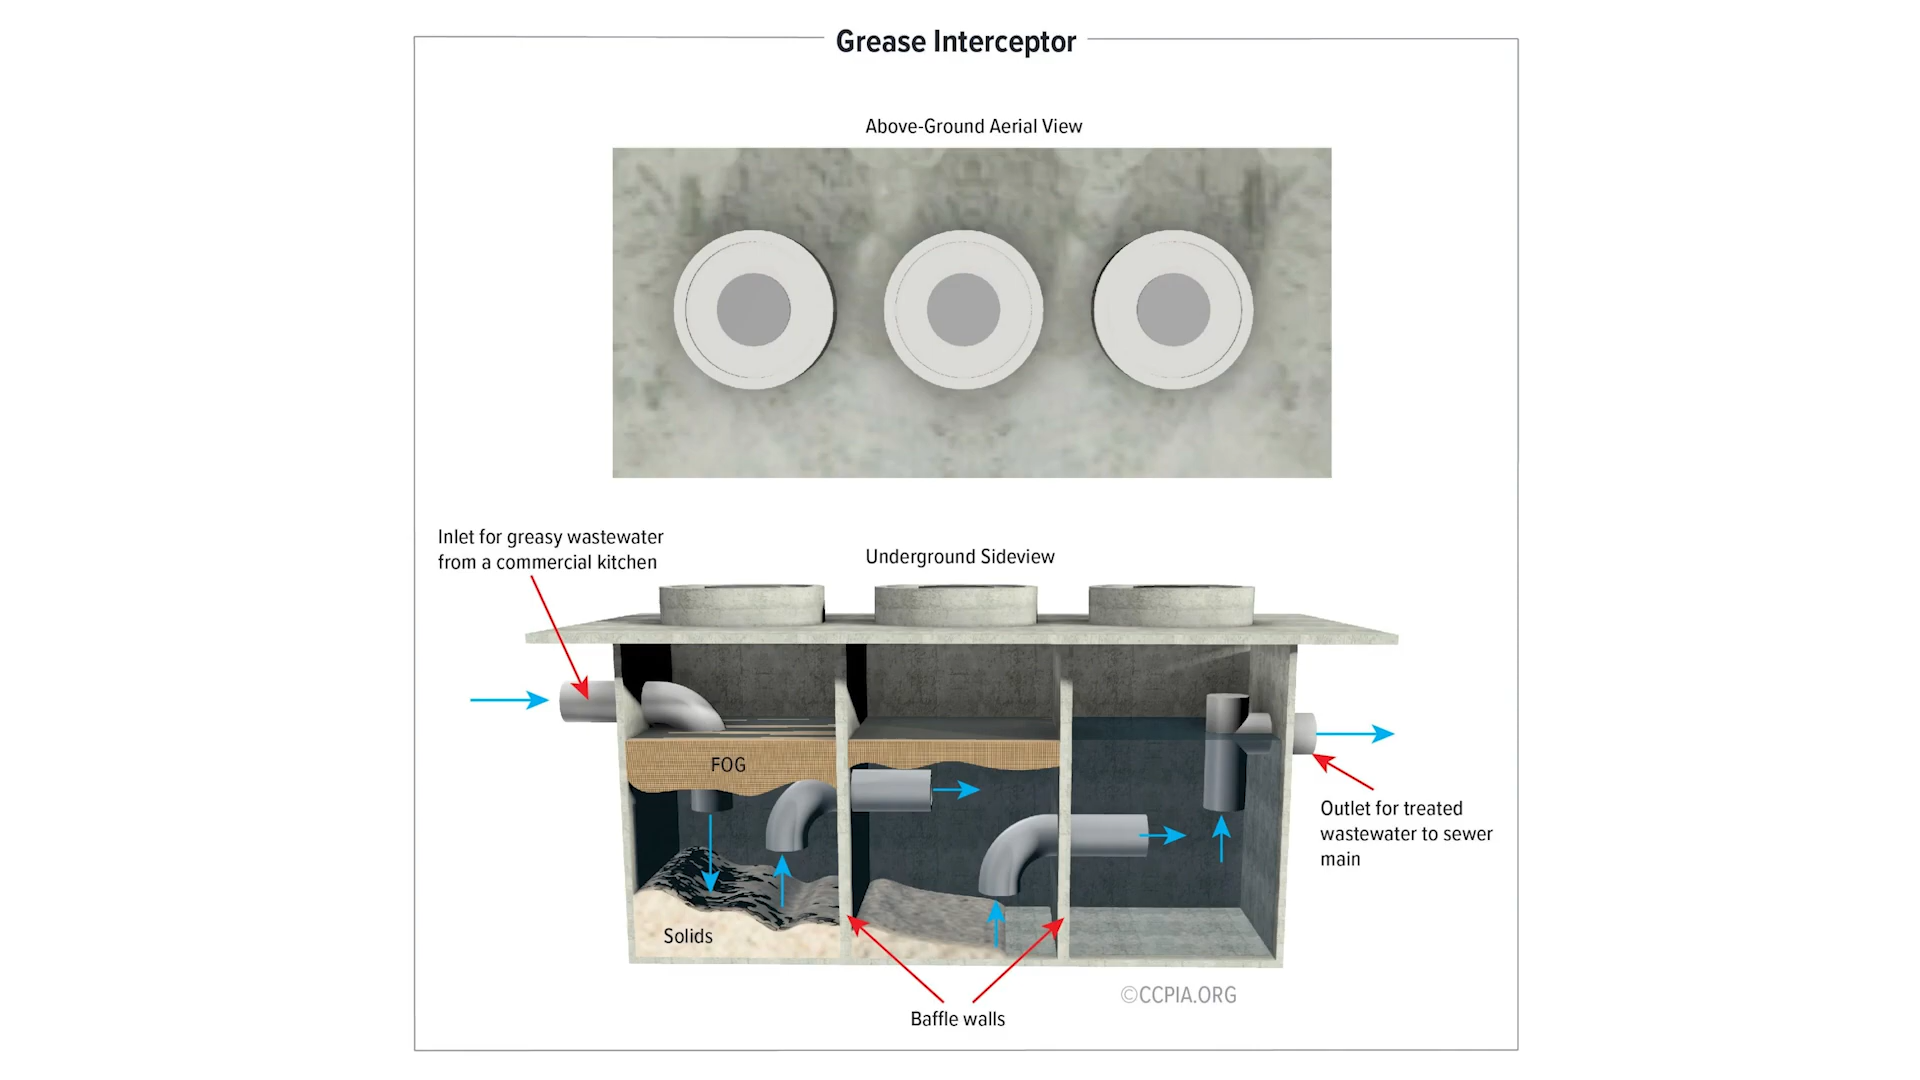 Grease Interceptor
Above-Ground Aerial View
Inlet for greasy wastewater
from a commercial kitchen
Underground Sideview
FOG
Outlet for treated
wastewater to sewer
main
Solids
©CCPIA.ORG
Baffle walls